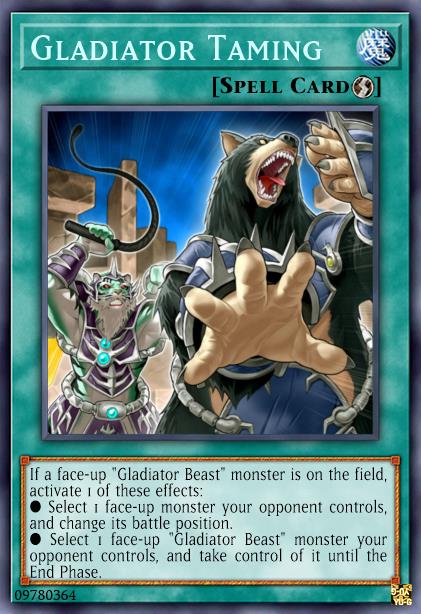 GLADIATOR TAMING
魔
[SPELL CARD]
If a face-up "Gladiator Beast" monster is on the field,
activate 1 of these effects:
● Select 1 face-up monster your opponent controls,
and change its battle position.
● Select 1 face-up "Gladiator Beast" monster your
opponent controls, and take control of it until the
End Phase.
09780364